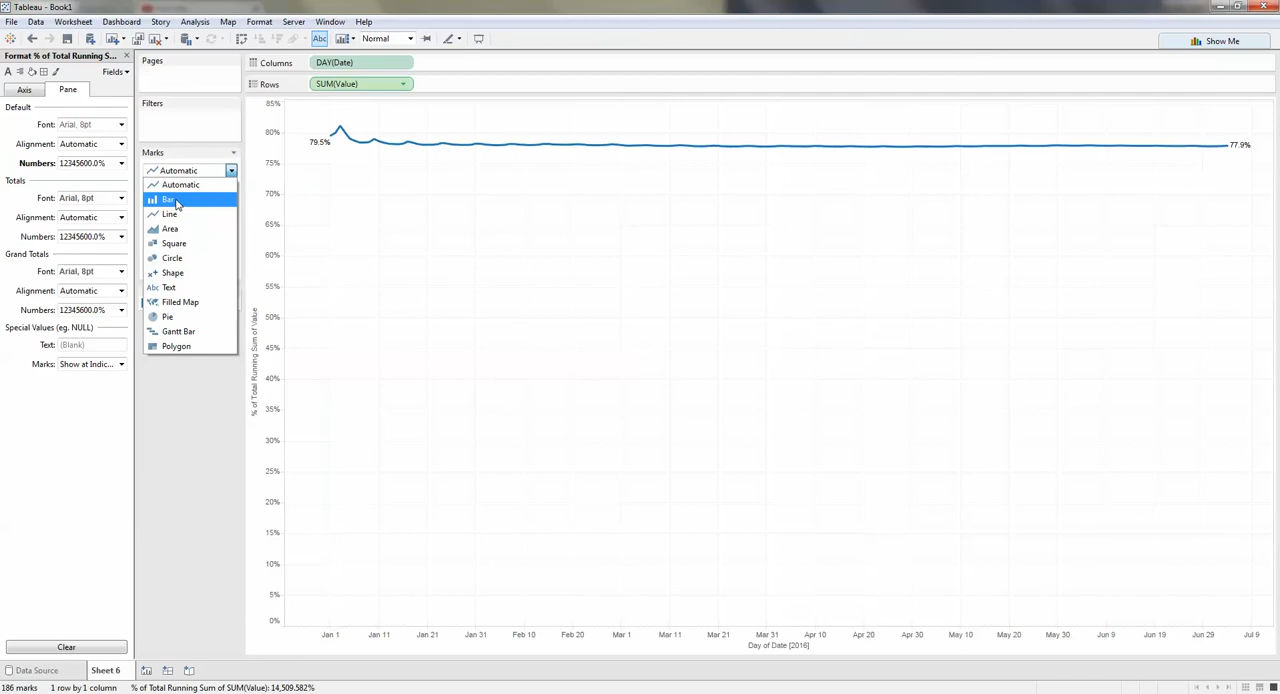 Tableau - Book1
File Data Worksheet Dashboard Story Analysis Map Format Server Window Help
Abc Normal Show Me
Format % of Total Running S...
Fields
Axis Pane
Default
Font: Arial, 8pt
Alignment: Automatic
Numbers: 12345600.0%
Totals
Font: Arial, 8pt
Alignment: Automatic
Numbers: 12345600.0%
Grand Totals
Font: Arial, 8pt
Alignment: Automatic
Numbers: 12345600.0%
Special Values (eg. NULL)
Text: (Blank)
Marks: Show at Indic...
Clear
Pages
Filters
Marks
Automatic
Automatic
Bar
Line
Area
Square
Circle
Shape
Abc Text
Filled Map
Pie
Gantt Bar
Polygon
Columns DAY(Date)
Rows SUM(Value)
85%
80%
75%
70%
65%
60%
55%
50%
45%
40%
35%
30%
25%
20%
15%
10%
5%
0%
% of Total Running Sum of Value
79.5%
77.9%
Jan 1 Jan 11 Jan 21 Jan 31 Feb 10 Feb 20 Mar 1 Mar 11 Mar 21 Mar 31 Apr 10 Apr 20 Apr 30 May 10 May 20 May 30 Jun 9 Jun 19 Jun 29 Jul 9
Day of Date [2016]
Data Source Sheet 6
186 marks 1 row by 1 column % of Total Running Sum of SUM(Value): 14,509.582%